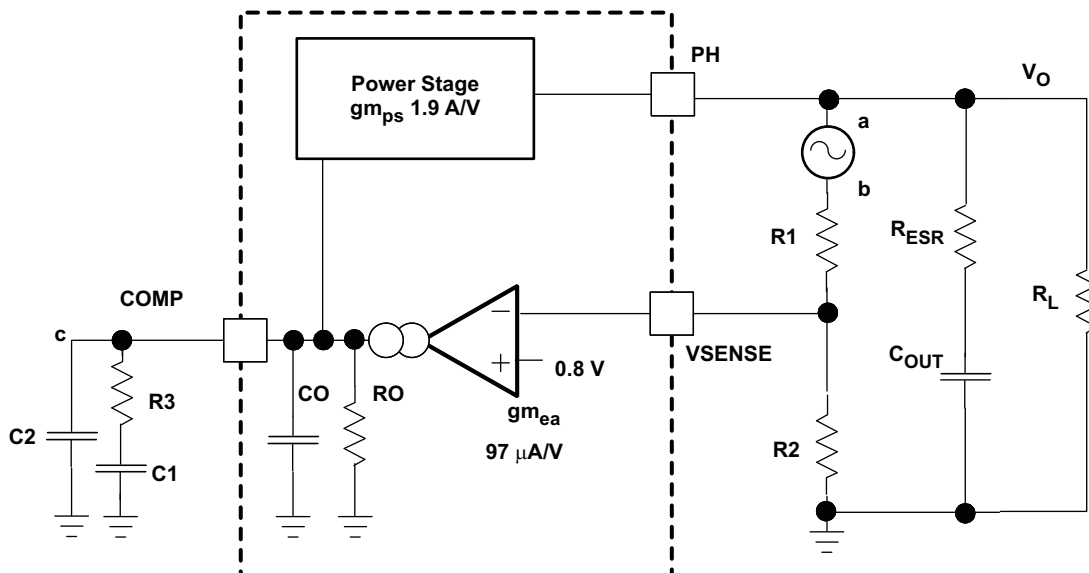 PH
Power Stage
gmps 1.9 A/V
VO
a
b
R1
RESR
RL
COMP
c
VSENSE
COUT
−
+
0.8 V
CO
RO
R3
gmea
C2
C1
97 μA/V
R2